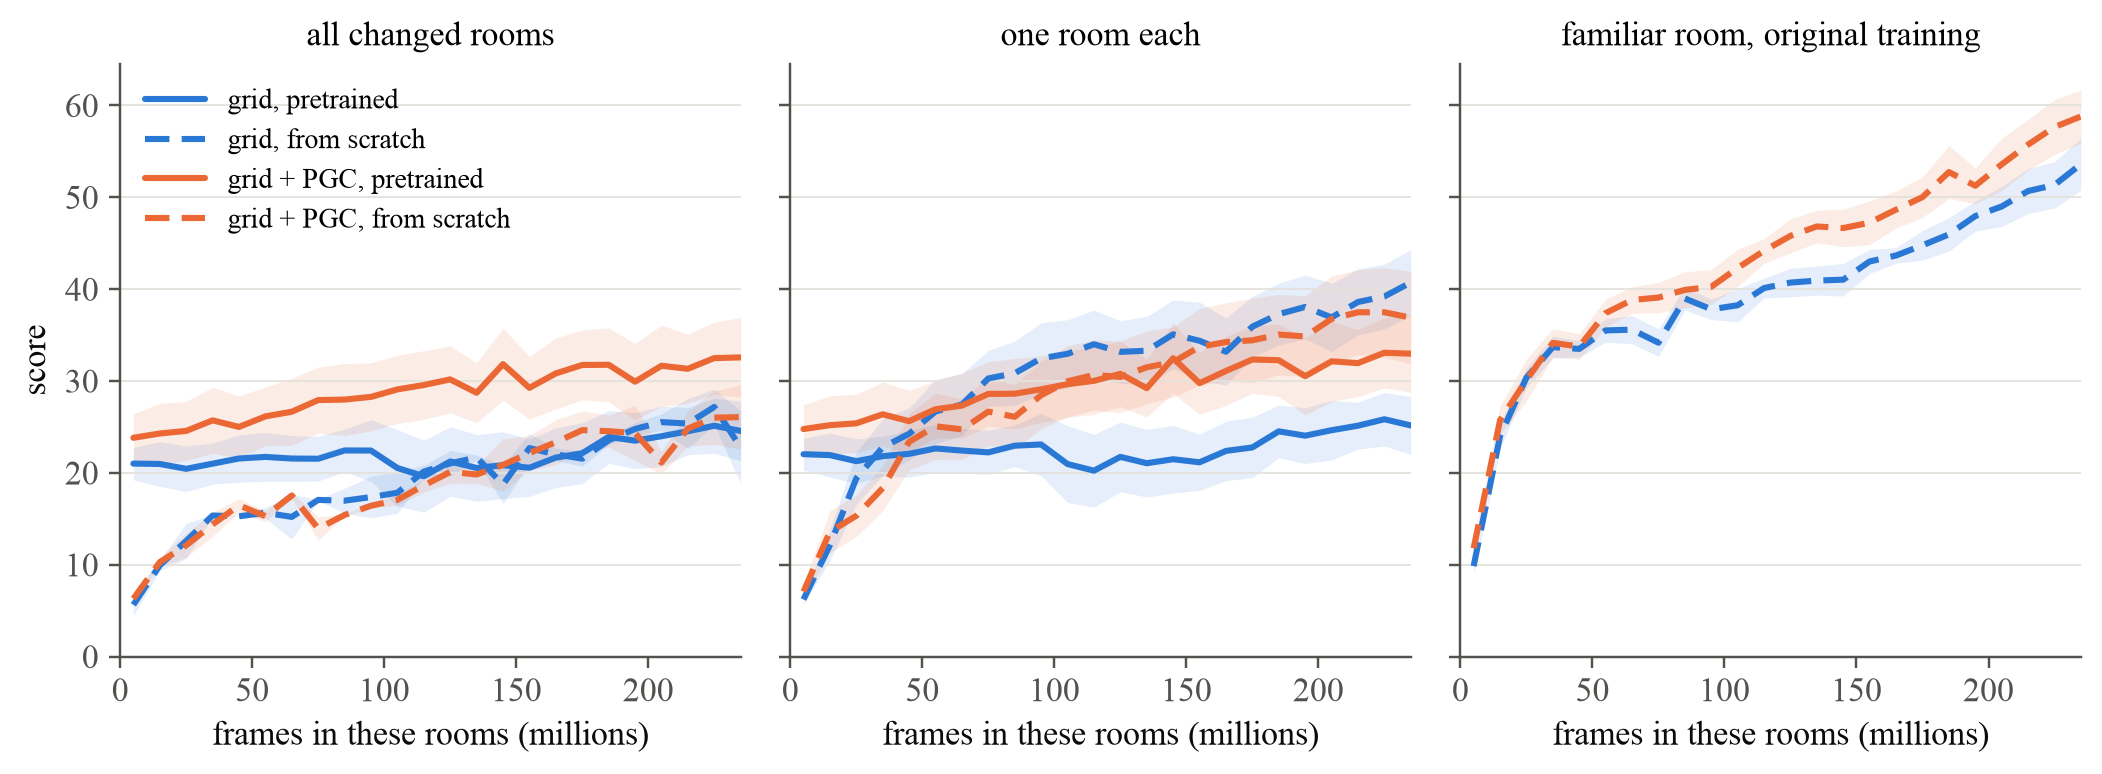 all changed rooms
one room each
familiar room, original training
grid, pretrained
grid, from scratch
grid + PGC, pretrained
grid + PGC, from scratch
score
60
50
40
30
20
10
0
0 50 100 150 200
0 50 100 150 200
0 50 100 150 200
frames in these rooms (millions)
frames in these rooms (millions)
frames in these rooms (millions)